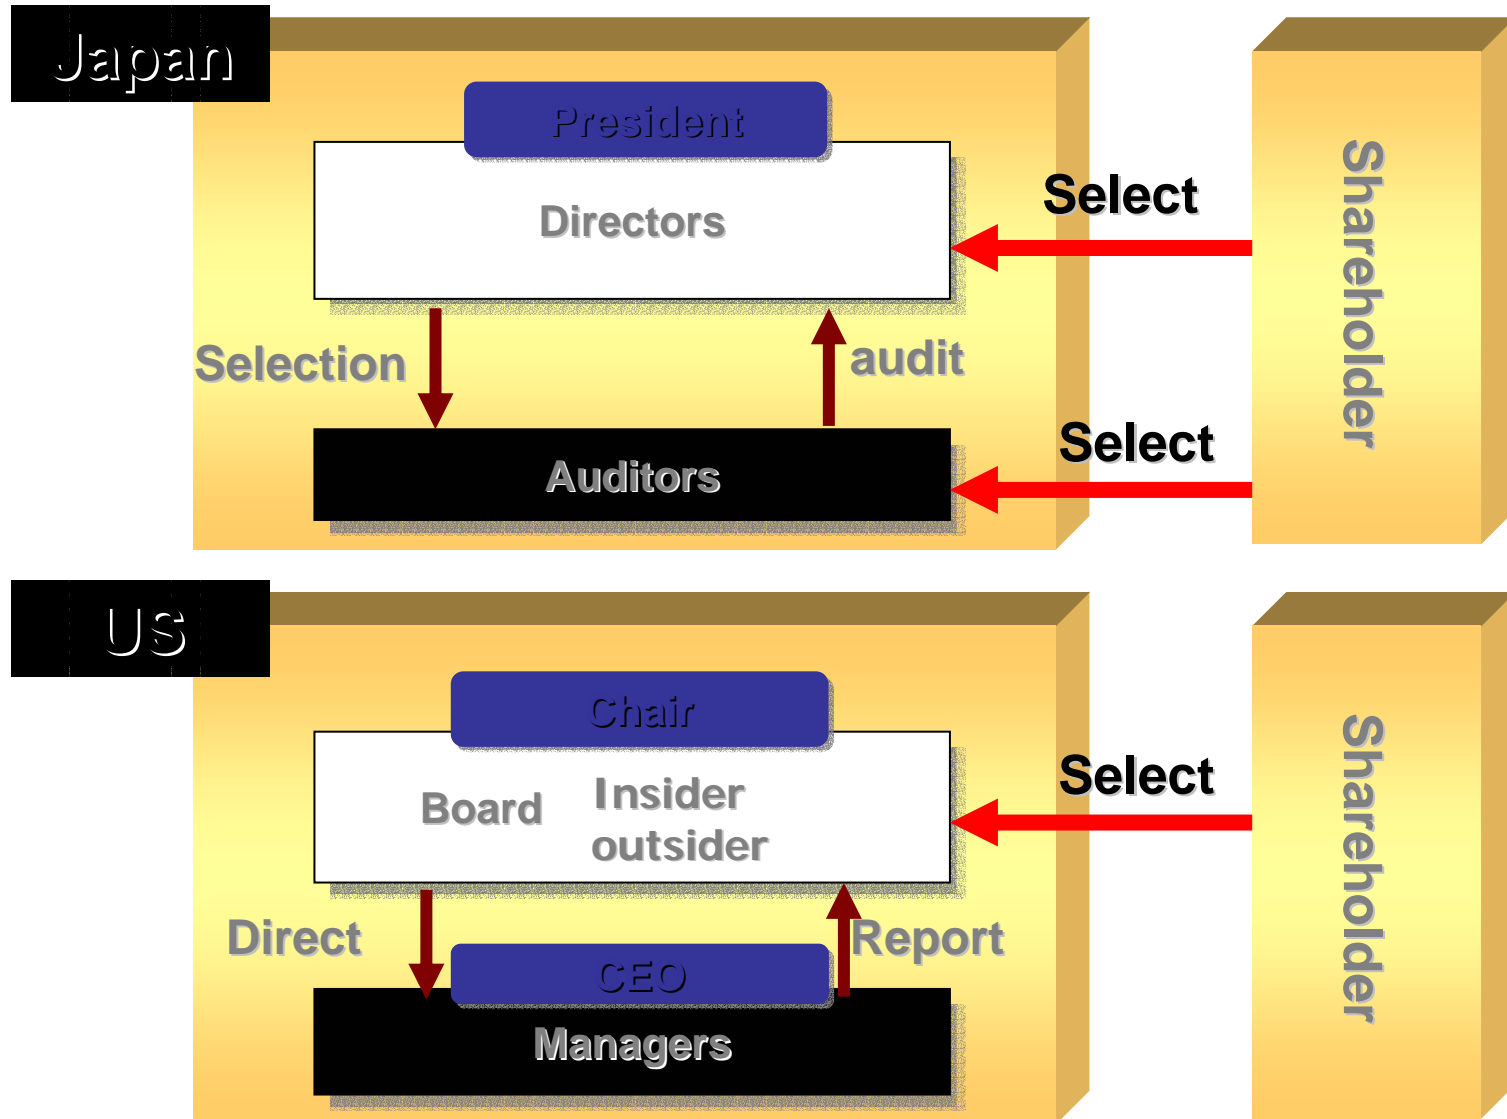 Japan
President
Directors
Select
Shareholder
Selection
audit
Select
Auditors
US
Chair
Board
Insider
outsider
Select
Shareholder
Direct
Report
CEO
Managers